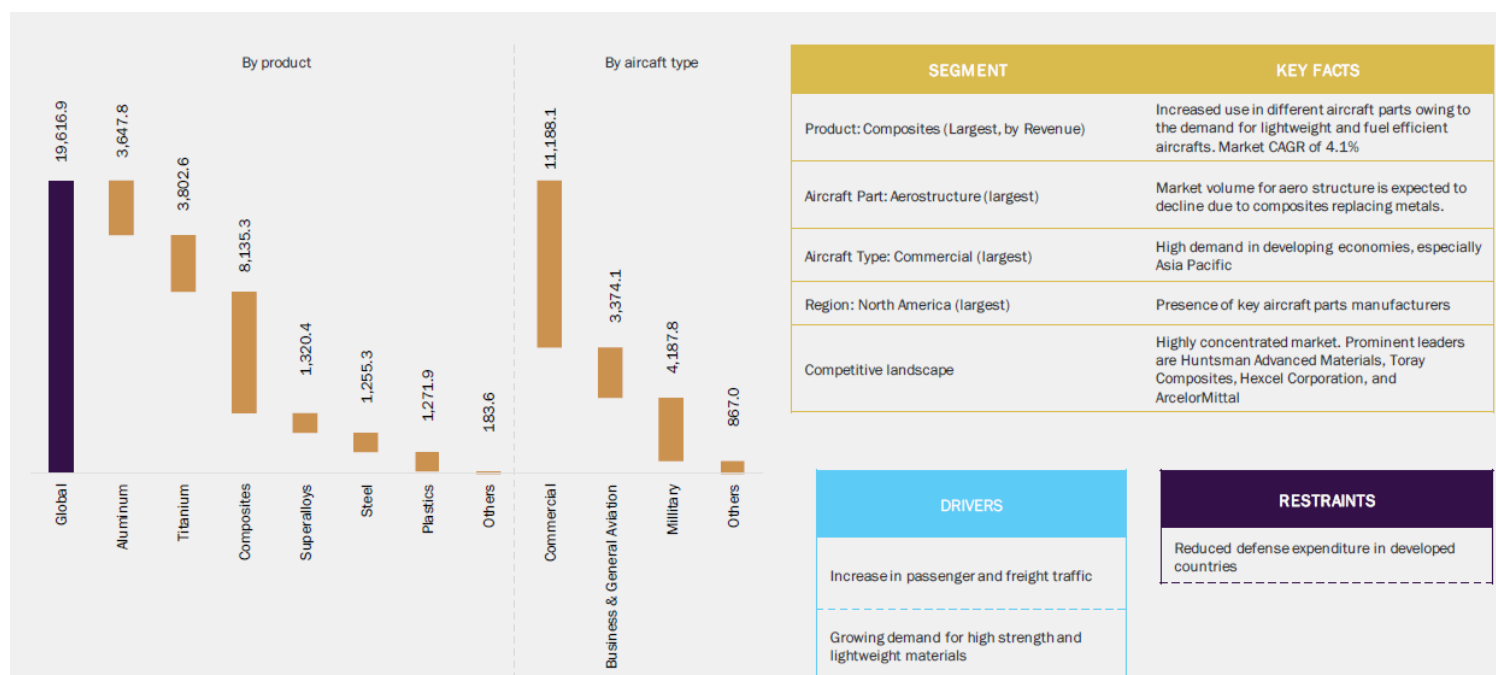 By product
19,616.9
3,647.8
3,802.6
8,135.3
1,320.4
1,255.3
1,271.9
183.6
Global
Aluminum
Titanium
Composites
Superalloys
Steel
Plastics
Others
By aircaft type
11,188.1
3,374.1
4,187.8
867.0
Commercial
Business & General Aviation
Millitary
Others
SEGMENT
KEY FACTS
Product: Composites (Largest, by Revenue)
Increased use in different aircraft parts owing to
the demand for lightweight and fuel efficient
aircrafts. Market CAGR of 4.1%
Aircraft Part: Aerostructure (largest)
Market volume for aero structure is expected to
decline due to composites replacing metals.
Aircraft Type: Commercial (largest)
High demand in developing economies, especially
Asia Pacific
Region: North America (largest)
Presence of key aircraft parts manufacturers
Competitive landscape
Highly concentrated market. Prominent leaders
are Huntsman Advanced Materials, Toray
Composites, Hexcel Corporation, and
ArcelorMittal
DRIVERS
Increase in passenger and freight traffic
Growing demand for high strength and
lightweight materials
RESTRAINTS
Reduced defense expenditure in developed
countries